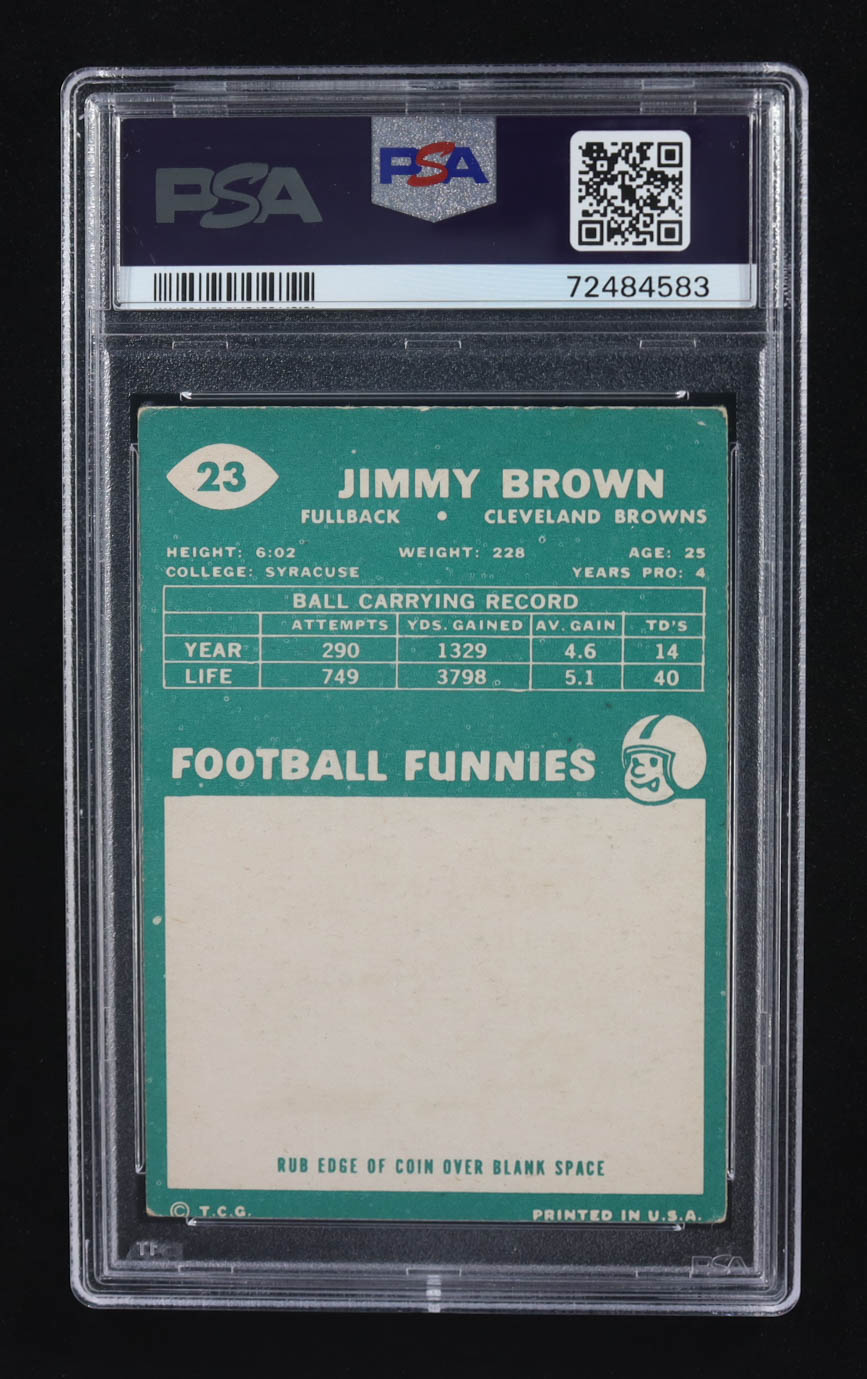 PSA PSA
72484583
23 JIMMY BROWN
FULLBACK • CLEVELAND BROWNS
HEIGHT: 6:02 WEIGHT: 228 AGE: 25
COLLEGE: SYRACUSE YEARS PRO: 4
BALL CARRYING RECORD
ATTEMPTS YDS. GAINED AV. GAIN TD'S
YEAR 290 1329 4.6 14
LIFE 749 3798 5.1 40
FOOTBALL FUNNIES
RUB EDGE OF COIN OVER BLANK SPACE
© T.C.G. PRINTED IN U.S.A.
PSA